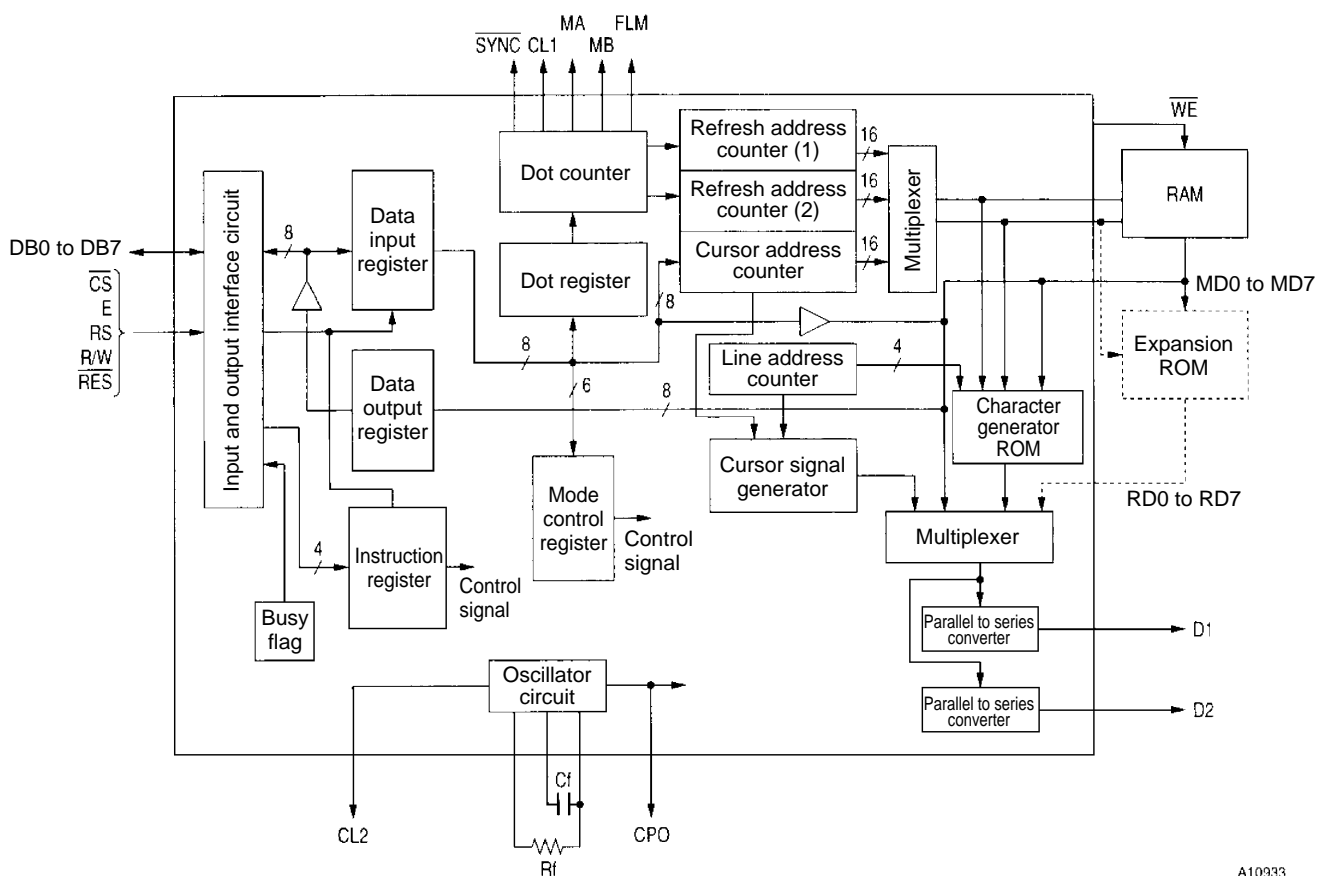 MA FLM
SYNC CL1 MB
WE
Refresh address
counter (1)
16
Dot counter
Refresh address
counter (2)
16
Multiplexer
RAM
Input and output interface circuit
8
Data
input
register
DB0 to DB7
Dot register
Cursor address
counter
16
8
MD0 to MD7
CS
E
RS
R/W
RES
8
Line address
counter
4
Expansion
ROM
6
Data
output
register
8
Character
generator
ROM
Cursor signal
generator
RD0 to RD7
Mode
control
register
Control
signal
Multiplexer
4
Instruction
register
Control
signal
Busy
flag
Parallel to series
converter
D1
Oscillator
circuit
Parallel to series
converter
D2
Cf
CL2
CPO
Rf
A10933